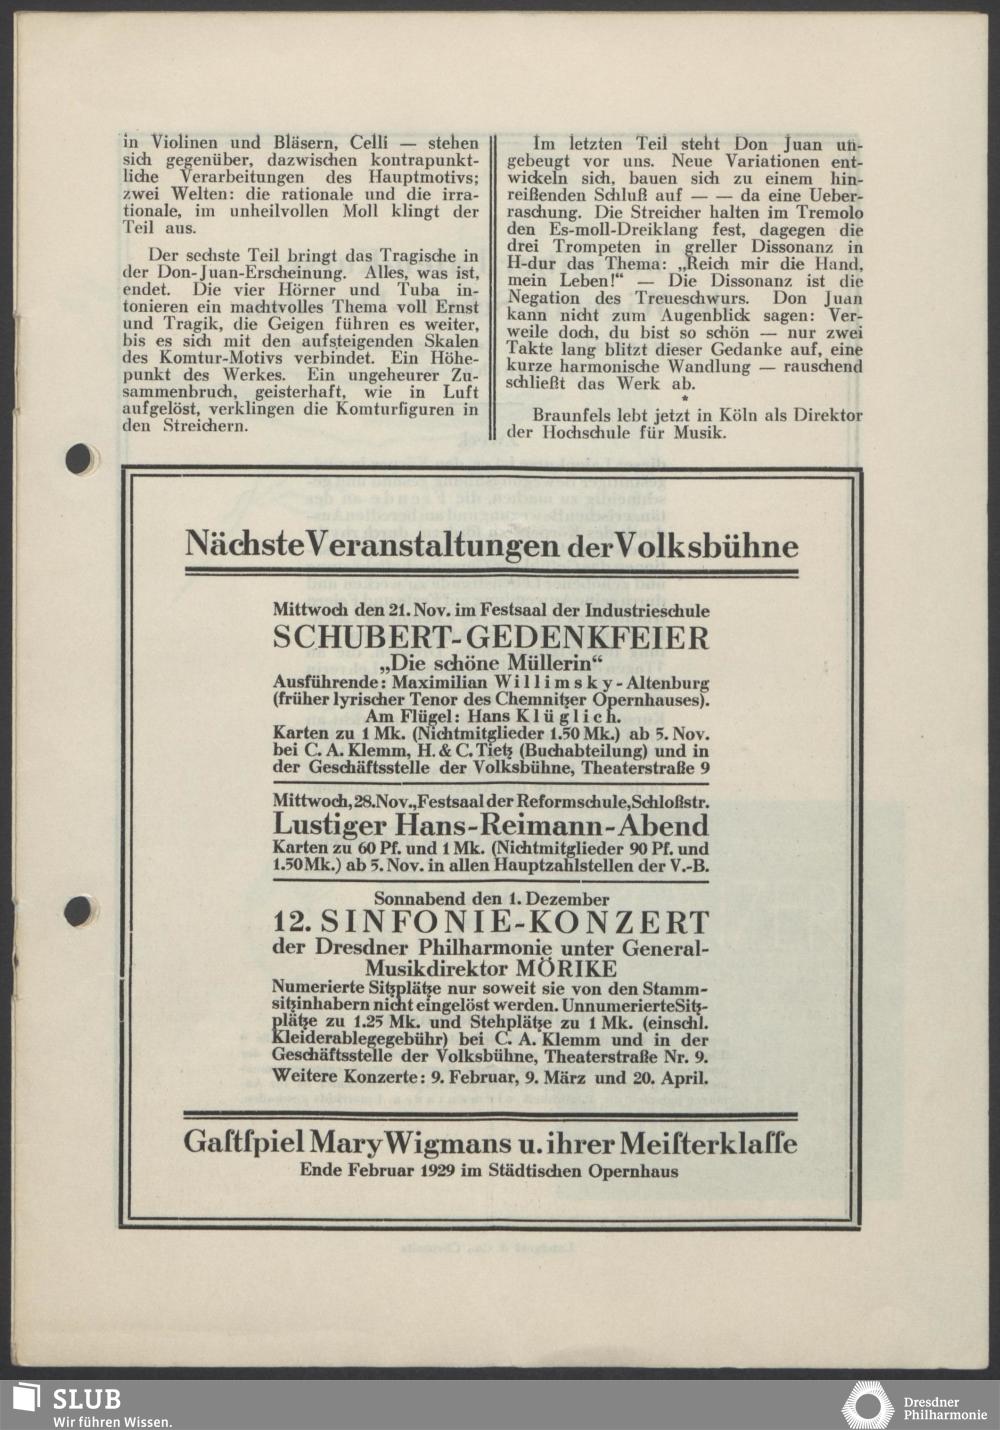 in Violinen und Bläsern, Celli — stehen
sich gegenüber, dazwischen kontrapunkt-
liche Verarbeitungen des Hauptmotivs;
zwei Welten: die rationale und die irra-
tionale, im unheilvollen Moll klingt der
Teil aus.
Der sechste Teil bringt das Tragische in
der Don-Juan-Erscheinung. Alles, was ist,
endet. Die vier Hörner und Tuba in-
tonieren ein machtvolles Thema voll Ernst
und Tragik, die Geigen führen es weiter,
bis es sich mit den aufsteigenden Skalen
des Komtur-Motivs verbindet. Ein Höhe-
punkt des Werkes. Ein ungeheurer Zu-
sammenbruch, geisterhaft, wie in Luft
aufgelöst, verklingen die Komturfiguren in
den Streichern.
Im letzten Teil steht Don Juan un-
gebeugt vor uns. Neue Variationen ent-
wickeln sich, bauen sich zu einem hin-
reißenden Schluß auf — — da eine Ueber-
raschung. Die Streicher halten im Tremolo
den Es-moll-Dreiklang fest, dagegen die
drei Trompeten in greller Dissonanz in
H-dur das Thema: „Reich mir die Hand,
mein Leben!“ — Die Dissonanz ist die
Negation des Treueschwurs. Don Juan
kann nicht zum Augenblick sagen: Ver-
weile doch, du bist so schön — nur zwei
Takte lang blitzt dieser Gedanke auf, eine
kurze harmonische Wandlung — rauschend
schließt das Werk ab.
*
Braunfels lebt jetzt in Köln als Direktor
der Hochschule für Musik.
Nächste Veranstaltungen der Volksbühne
Mittwoch den 21. Nov. im Festsaal der Industrieschule
SCHUBERT-GEDENKFEIER
„Die schöne Müllerin“
Ausführende: Maximilian Willimsky-Altenburg
(früher lyrischer Tenor des Chemnitzer Opernhauses).
Am Flügel: Hans Klüglich.
Karten zu 1 Mk. (Nichtmitglieder 1.50 Mk.) ab 5. Nov.
bei C. A. Klemm, H. & C. Tietz (Buchabteilung) und in
der Geschäftsstelle der Volksbühne, Theaterstraße 9
Mittwoch, 28. Nov., Festsaal der Reformschule, Schloßstr.
Lustiger Hans-Reimann-Abend
Karten zu 60 Pf. und 1 Mk. (Nichtmitglieder 90 Pf. und
1.50 Mk.) ab 5. Nov. in allen Hauptzahlstellen der V.-B.
Sonnabend den 1. Dezember
12. SINFONIE-KONZERT
der Dresdner Philharmonie unter General-
Musikdirektor MÖRIKE
Numerierte Sitzplätze nur soweit sie von den Stamm-
sitzinhabern nicht eingelöst werden. Unnumerierte Sitz-
plätze zu 1.25 Mk. und Stehplätze zu 1 Mk. (einschl.
Kleiderablegegebühr) bei C. A. Klemm und in der
Geschäftsstelle der Volksbühne, Theaterstraße Nr. 9.
Weitere Konzerte: 9. Februar, 9. März und 20. April.
Gaſtſpiel Mary Wigmans u. ihrer Meiſterklaſſe
Ende Februar 1929 im Städtischen Opernhaus
SLUB
Wir führen Wissen.
Dresdner
Philharmonie